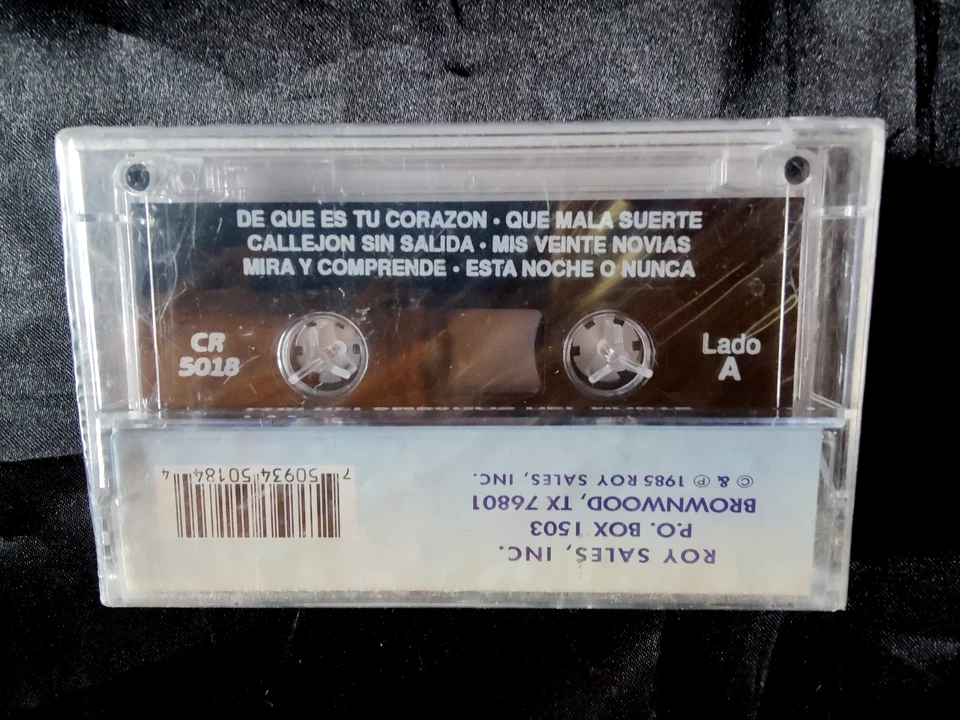 DE QUE ES TU CORAZON • QUE MALA SUERTE
CALLEJON SIN SALIDA • MIS VEINTE NOVIAS
MIRA Y COMPRENDE • ESTA NOCHE O NUNCA
CR
5018
Lado
A
ROY SALES, INC.
P.O. BOX 1503
BROWNWOOD, TX 76801
© & ℗ 1985 ROY SALES, INC.
7 50934 50184 4